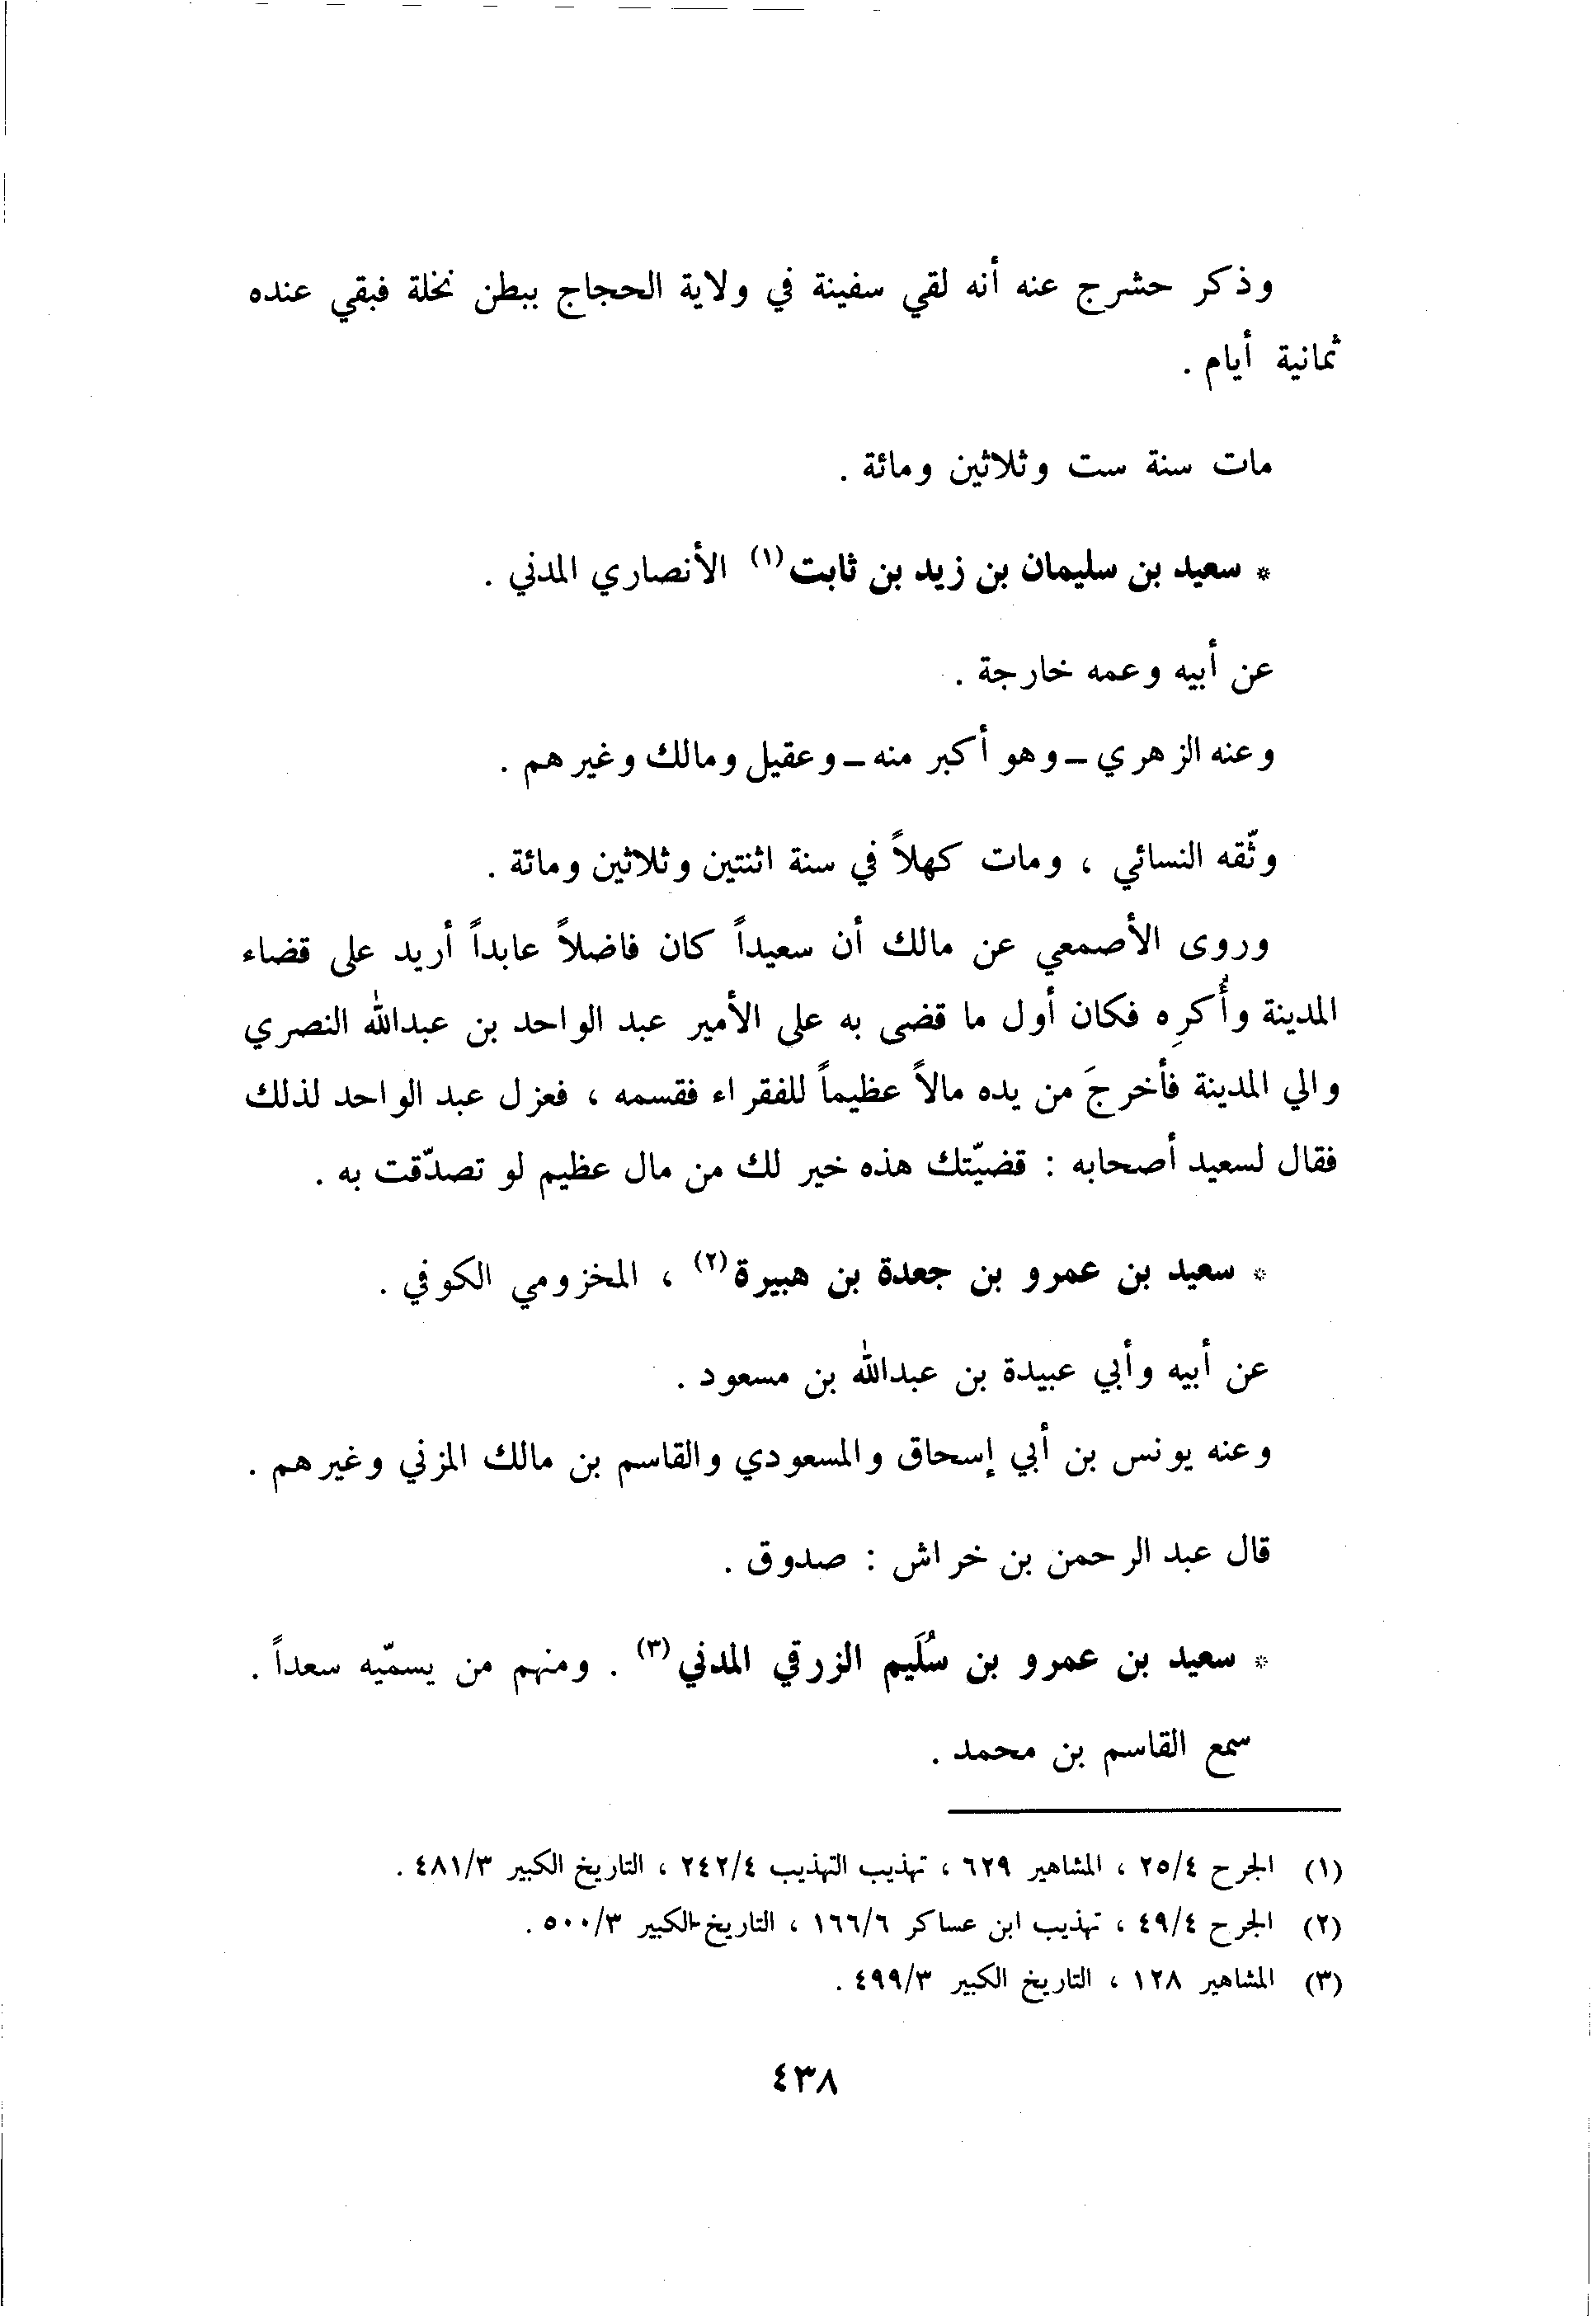 وذكر حشرج عنه أنه لقي سفينة في ولاية الحجاج ببطن نخلة فبقي عنده
ثمانية أيام .
مات سنة ست وثلاثين ومائة .
* سعيد بن سليمان بن زيد بن ثابت (١) الأنصاري المدني .
عن أبيه وعمه خارجة .
وعنه الزهري ـ وهو أكبر منه ـ وعقيل ومالك وغيرهم .
وثّقه النسائي ، ومات كهلاً في سنة اثنتين وثلاثين ومائة .
وروى الأصمعي عن مالك أن سعيداً كان فاضلاً عابداً أريد على قضاء
المدينة وأُكرِه فكان أول ما قضى به على الأمير عبد الواحد بن عبدالله النصري
والي المدينة فأخرجَ من يده مالاً عظيماً للفقراء فقسمه ، فعزل عبد الواحد لذلك
فقال لسعيد أصحابه : قضيّتك هذه خير لك من مال عظيم لو تصدّقت به .
* سعيد بن عمرو بن جعدة بن هبيرة (٢) ، المخزومي الكوفي .
عن أبيه وأبي عبيدة بن عبدالله بن مسعود .
وعنه يونس بن أبي إسحاق والمسعودي والقاسم بن مالك المزني وغيرهم .
قال عبد الرحمن بن خراش : صدوق .
* سعيد بن عمرو بن سُلَيم الزرقي المدني (٣) . ومنهم من يسمّيه سعداً .
سمع القاسم بن محمد .
(١) الجرح ٢٥/٤ ، المشاهير ٦٢٩ ، تهذيب التهذيب ٢٤٢/٤ ، التاريخ الكبير ٤٨١/٣ .
(٢) الجرح ٤٩/٤ ، تهذيب ابن عساكر ١٦٦/٦ ، التاريخ الكبير ٥٠٠/٣ .
(٣) المشاهير ١٢٨ ، التاريخ الكبير ٤٩٩/٣ .
٤٣٨